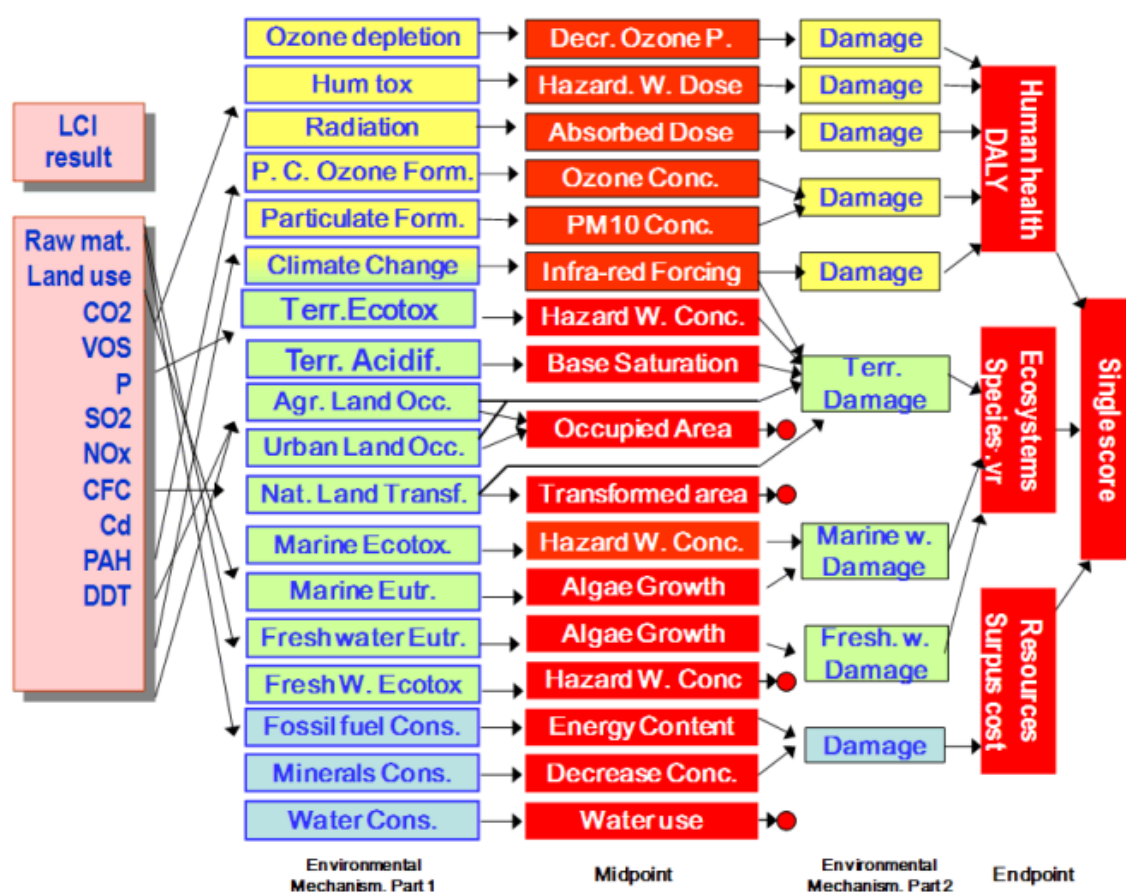 LCI
result
Raw mat.
Land use
CO2
VOS
P
SO2
NOx
CFC
Cd
PAH
DDT
Ozone depletion
Hum tox
Radiation
P. C. Ozone Form.
Particulate Form.
Climate Change
Terr.Ecotox
Terr. Acidif.
Agr. Land Occ.
Urban Land Occ.
Nat. Land Transf.
Marine Ecotox.
Marine Eutr.
Freshwater Eutr.
Fresh W. Ecotox
Fossil fuel Cons.
Minerals Cons.
Water Cons.
Environmental
Mechanism. Part 1
Decr. Ozone P.
Hazard. W. Dose
Absorbed Dose
Ozone Conc.
PM10 Conc.
Infra-red Forcing
Hazard W. Conc.
Base Saturation
Occupied Area
Transformed area
Hazard W. Conc.
Algae Growth
Algae Growth
Hazard W. Conc
Energy Content
Decrease Conc.
Water use
Midpoint
Damage
Damage
Damage
Damage
Damage
Terr.
Damage
Marine w.
Damage
Fresh. w.
Damage
Damage
Environmental
Mechanism. Part 2
Human health
DALY
Ecosystems
Species.yr
Resources
Surpus cost
Endpoint
Single score